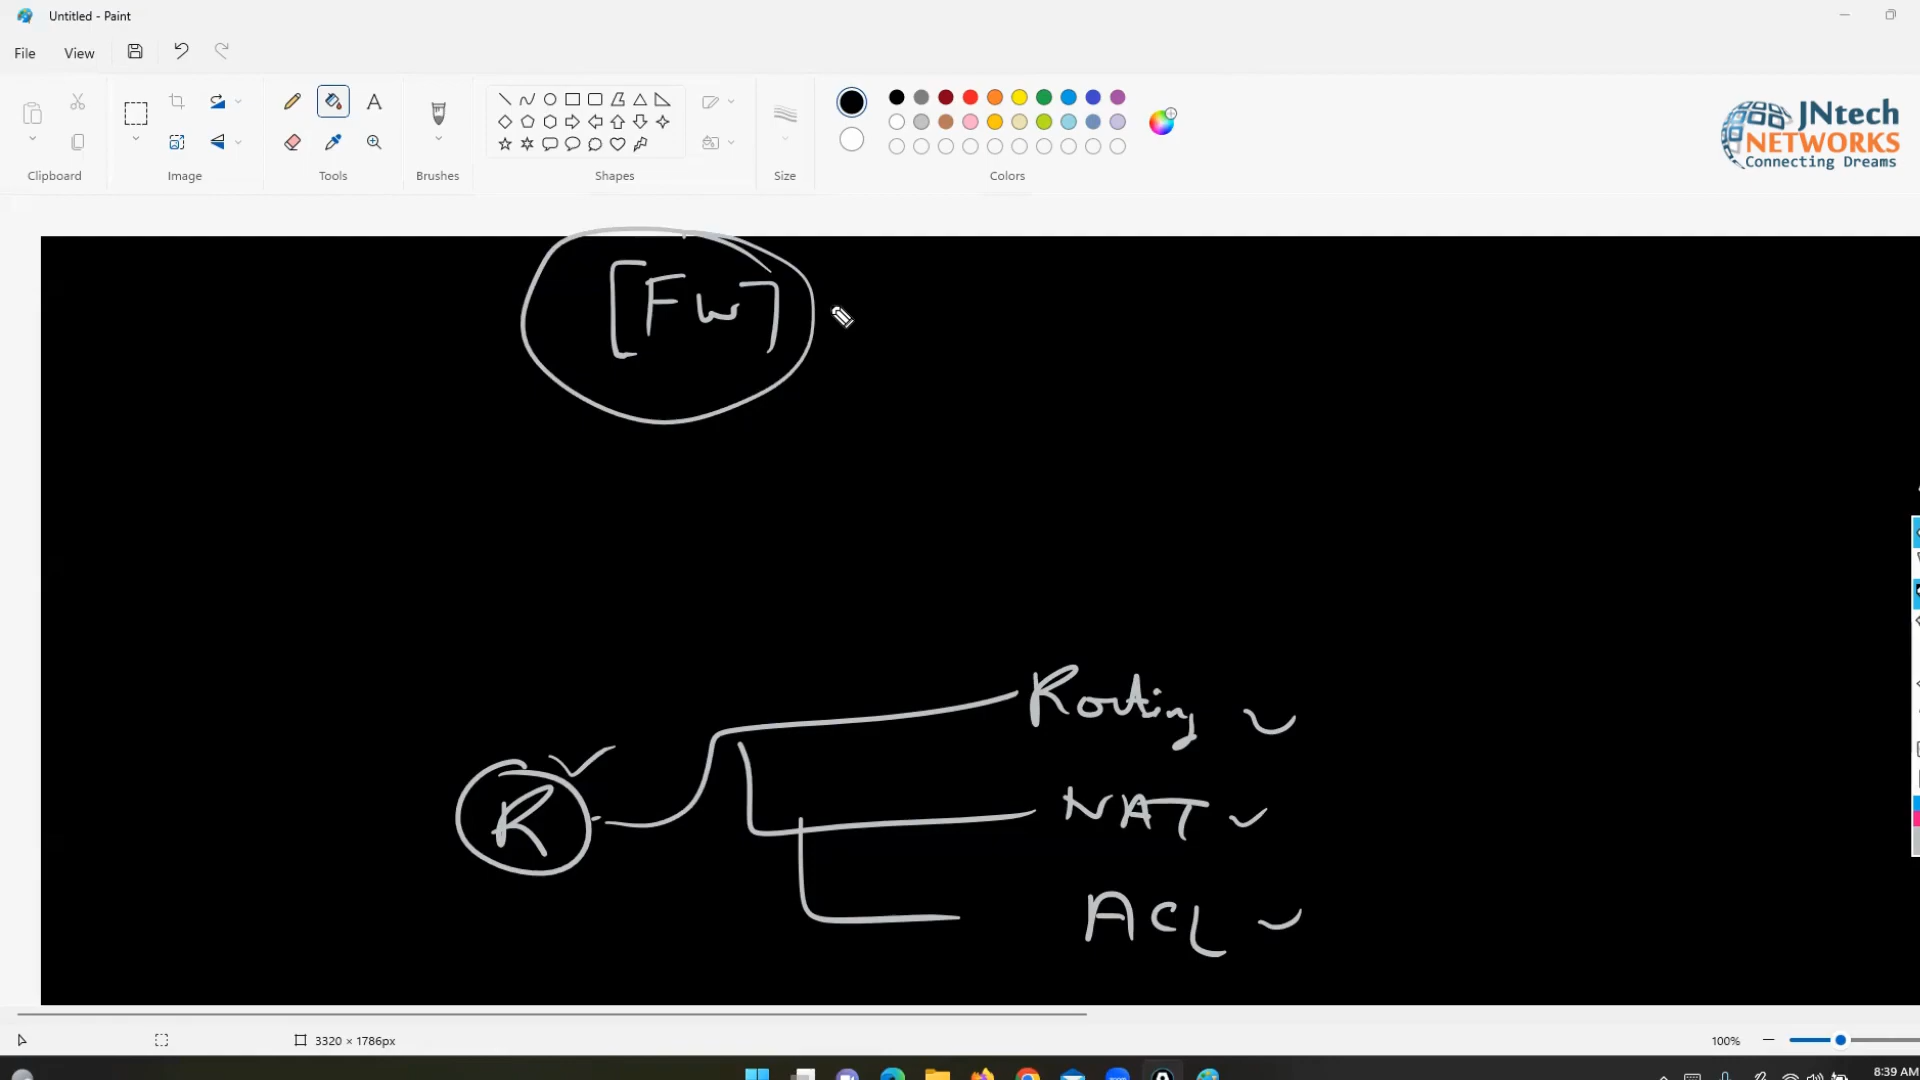 Untitled - Paint
File View
Clipboard Image Tools Brushes Shapes Size Colors
JNtech
NETWORKS
Connecting Dreams
[FW]
Routing
R
NAT
ACL
3320 × 1786px
100%
8:39 AM